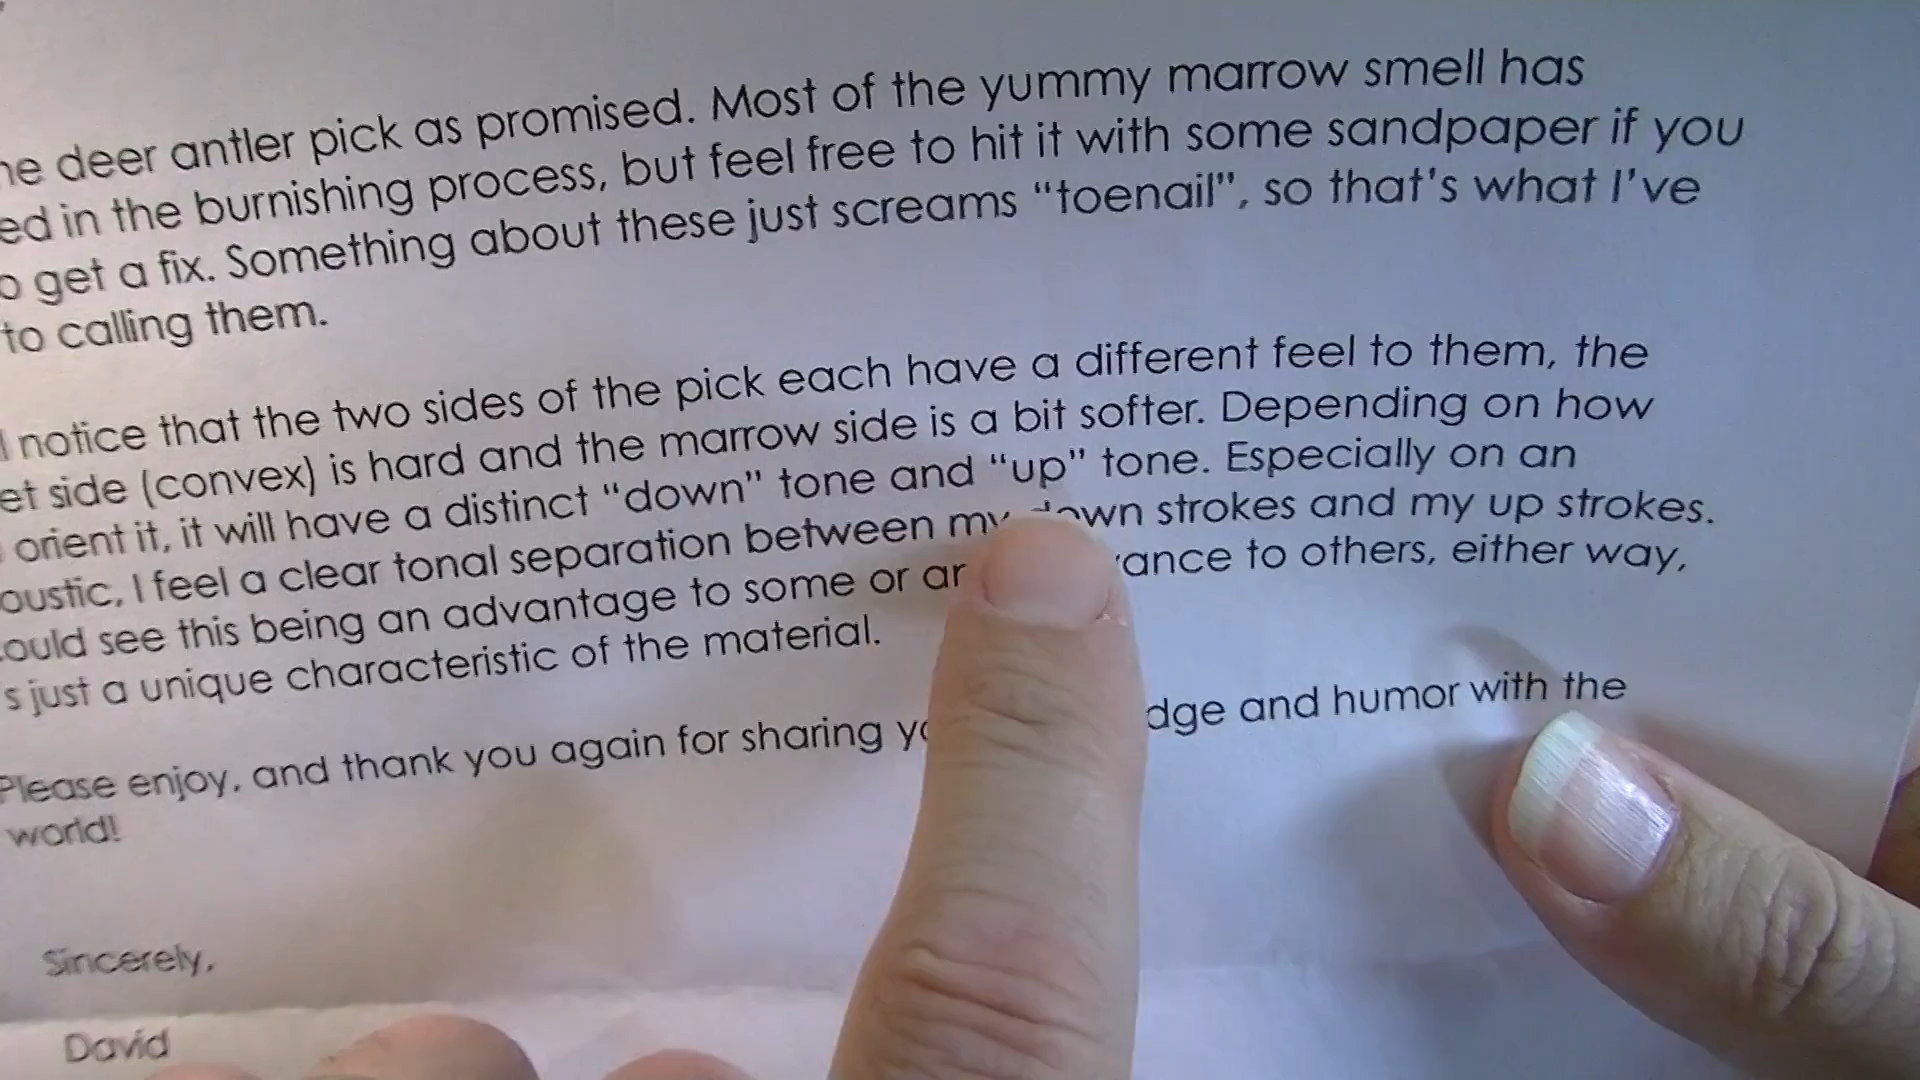 he deer antler pick as promised. Most of the yummy marrow smell has
ed in the burnishing process, but feel free to hit it with some sandpaper if you
o get a fix. Something about these just screams "toenail", so that's what I've
to calling them.
notice that the two sides of the pick each have a different feel to them, the
et side (convex) is hard and the marrow side is a bit softer. Depending on how
orient it, it will have a distinct "down" tone and "up" tone. Especially on an
oustic, I feel a clear tonal separation between my down strokes and my up strokes.
ould see this being an advantage to some or an ance to others, either way,
s just a unique characteristic of the material.
Please enjoy, and thank you again for sharing yo dge and humor with the
world!
Sincerely,
David